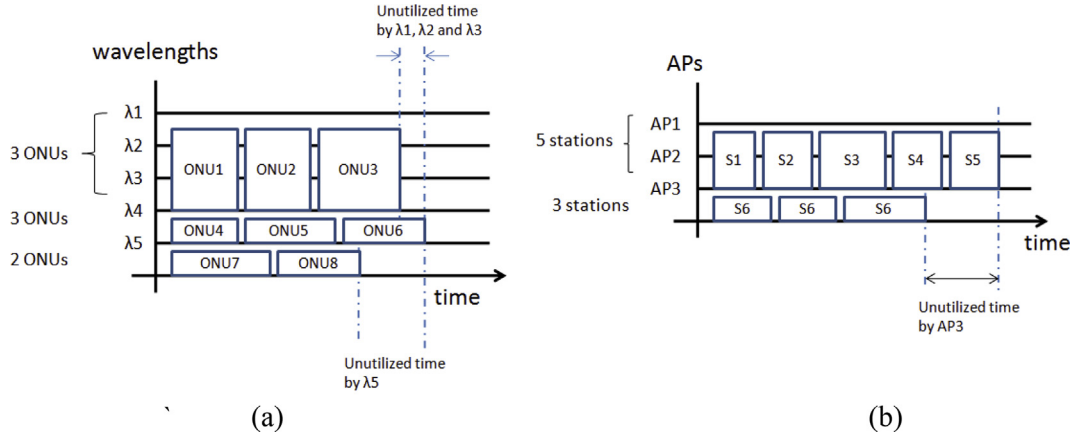 Unutilized time
by λ1, λ2 and λ3
wavelengths
λ1
λ2
λ3
λ4
λ5
3 ONUs
3 ONUs
2 ONUs
ONU1
ONU2
ONU3
ONU4
ONU5
ONU6
ONU7
ONU8
time
Unutilized time
by λ5
(a)
APs
AP1
AP2
AP3
5 stations
3 stations
S1
S2
S3
S4
S5
S6
S6
S6
time
Unutilized time
by AP3
(b)